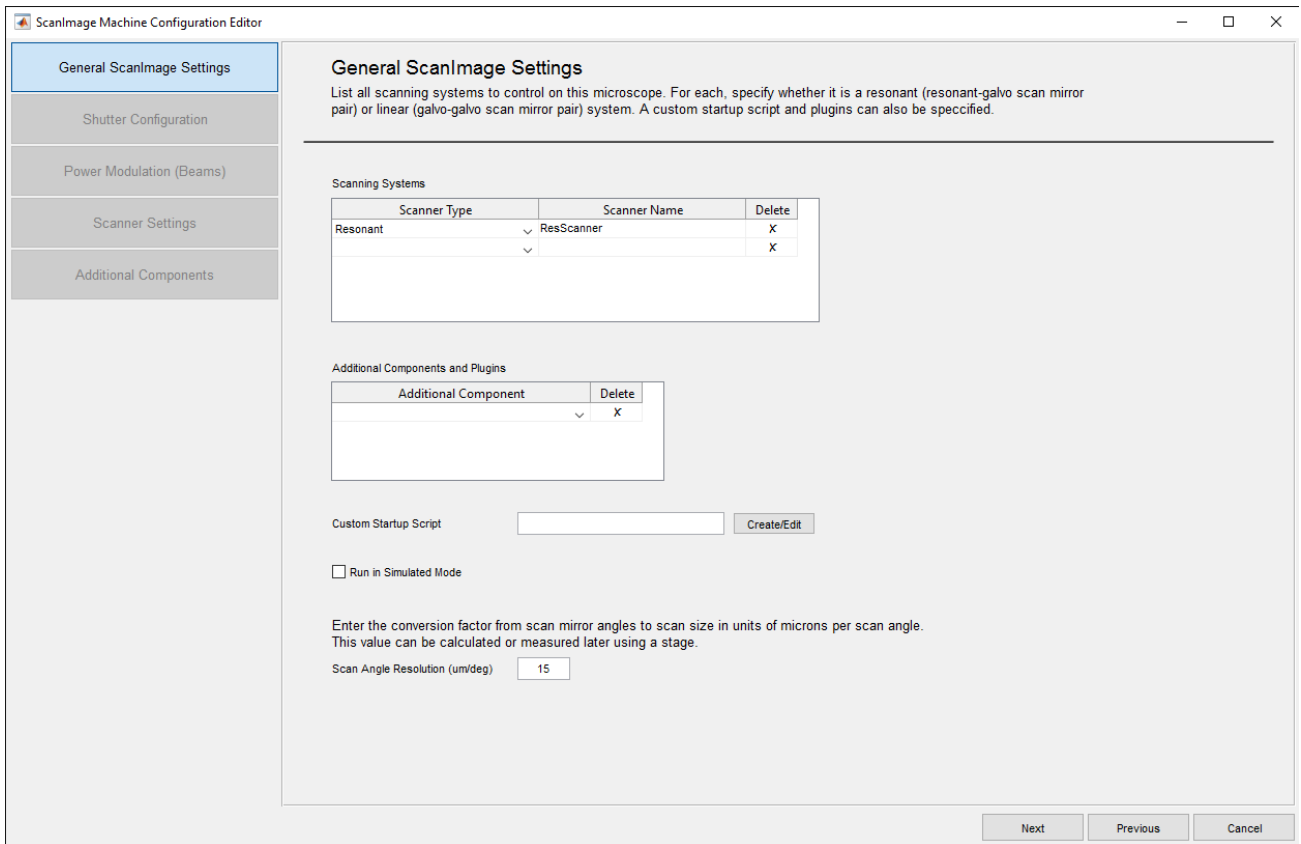 ScanImage Machine Configuration Editor
General ScanImage Settings
Shutter Configuration
Power Modulation (Beams)
Scanner Settings
Additional Components
General ScanImage Settings
List all scanning systems to control on this microscope. For each, specify whether it is a resonant (resonant-galvo scan mirror
pair) or linear (galvo-galvo scan mirror pair) system. A custom startup script and plugins can also be speccified.
Scanning Systems
Scanner Type Scanner Name Delete
Resonant ResScanner X
X
Additional Components and Plugins
Additional Component Delete
X
Custom Startup Script Create/Edit
Run in Simulated Mode
Enter the conversion factor from scan mirror angles to scan size in units of microns per scan angle.
This value can be calculated or measured later using a stage.
Scan Angle Resolution (um/deg) 15
Next Previous Cancel